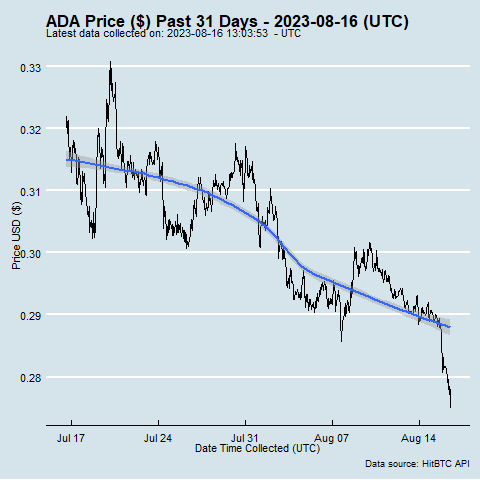 ADA Price ($) Past 31 Days - 2023-08-16 (UTC)
Latest data collected on: 2023-08-16 13:03:53 - UTC
0.33
0.32
0.31
0.30
0.29
0.28
Price USD ($)
Jul 17 Jul 24 Jul 31 Aug 07 Aug 14
Date Time Collected (UTC)
Data source: HitBTC API